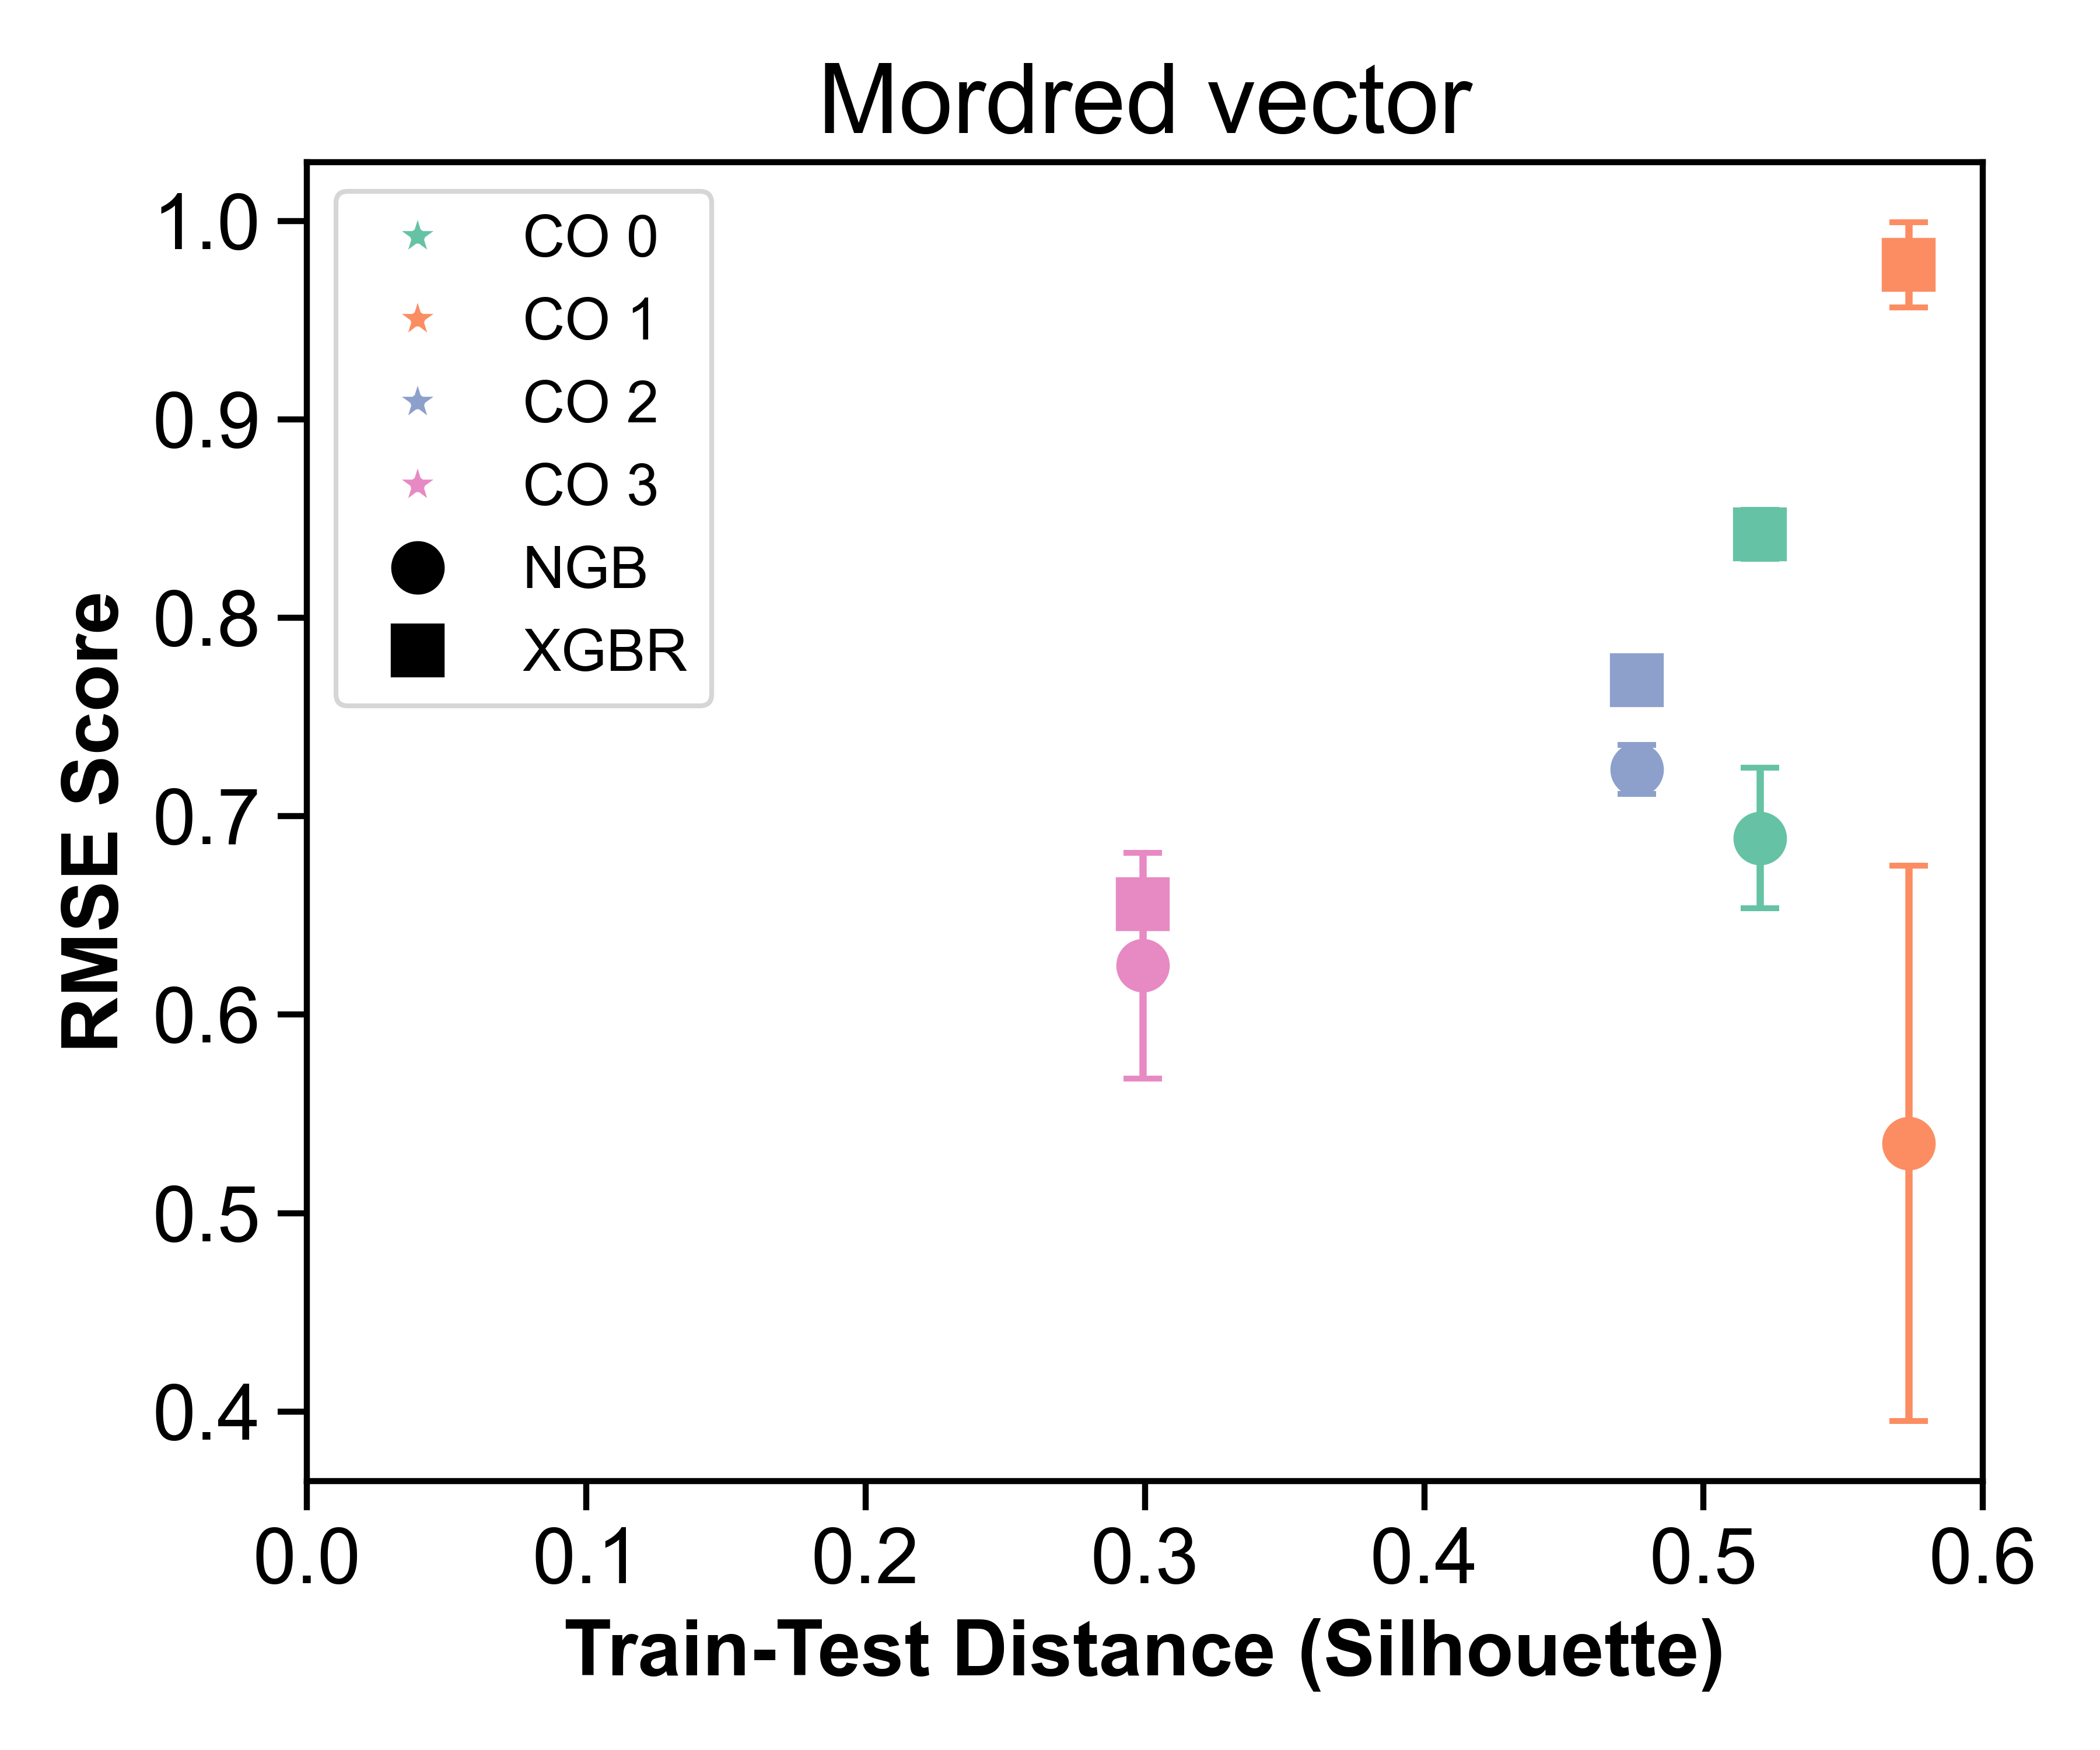 Mordred vector
CO 0
CO 1
CO 2
CO 3
NGB
XGBR
RMSE Score
1.0
0.9
0.8
0.7
0.6
0.5
0.4
0.0 0.1 0.2 0.3 0.4 0.5 0.6
Train-Test Distance (Silhouette)